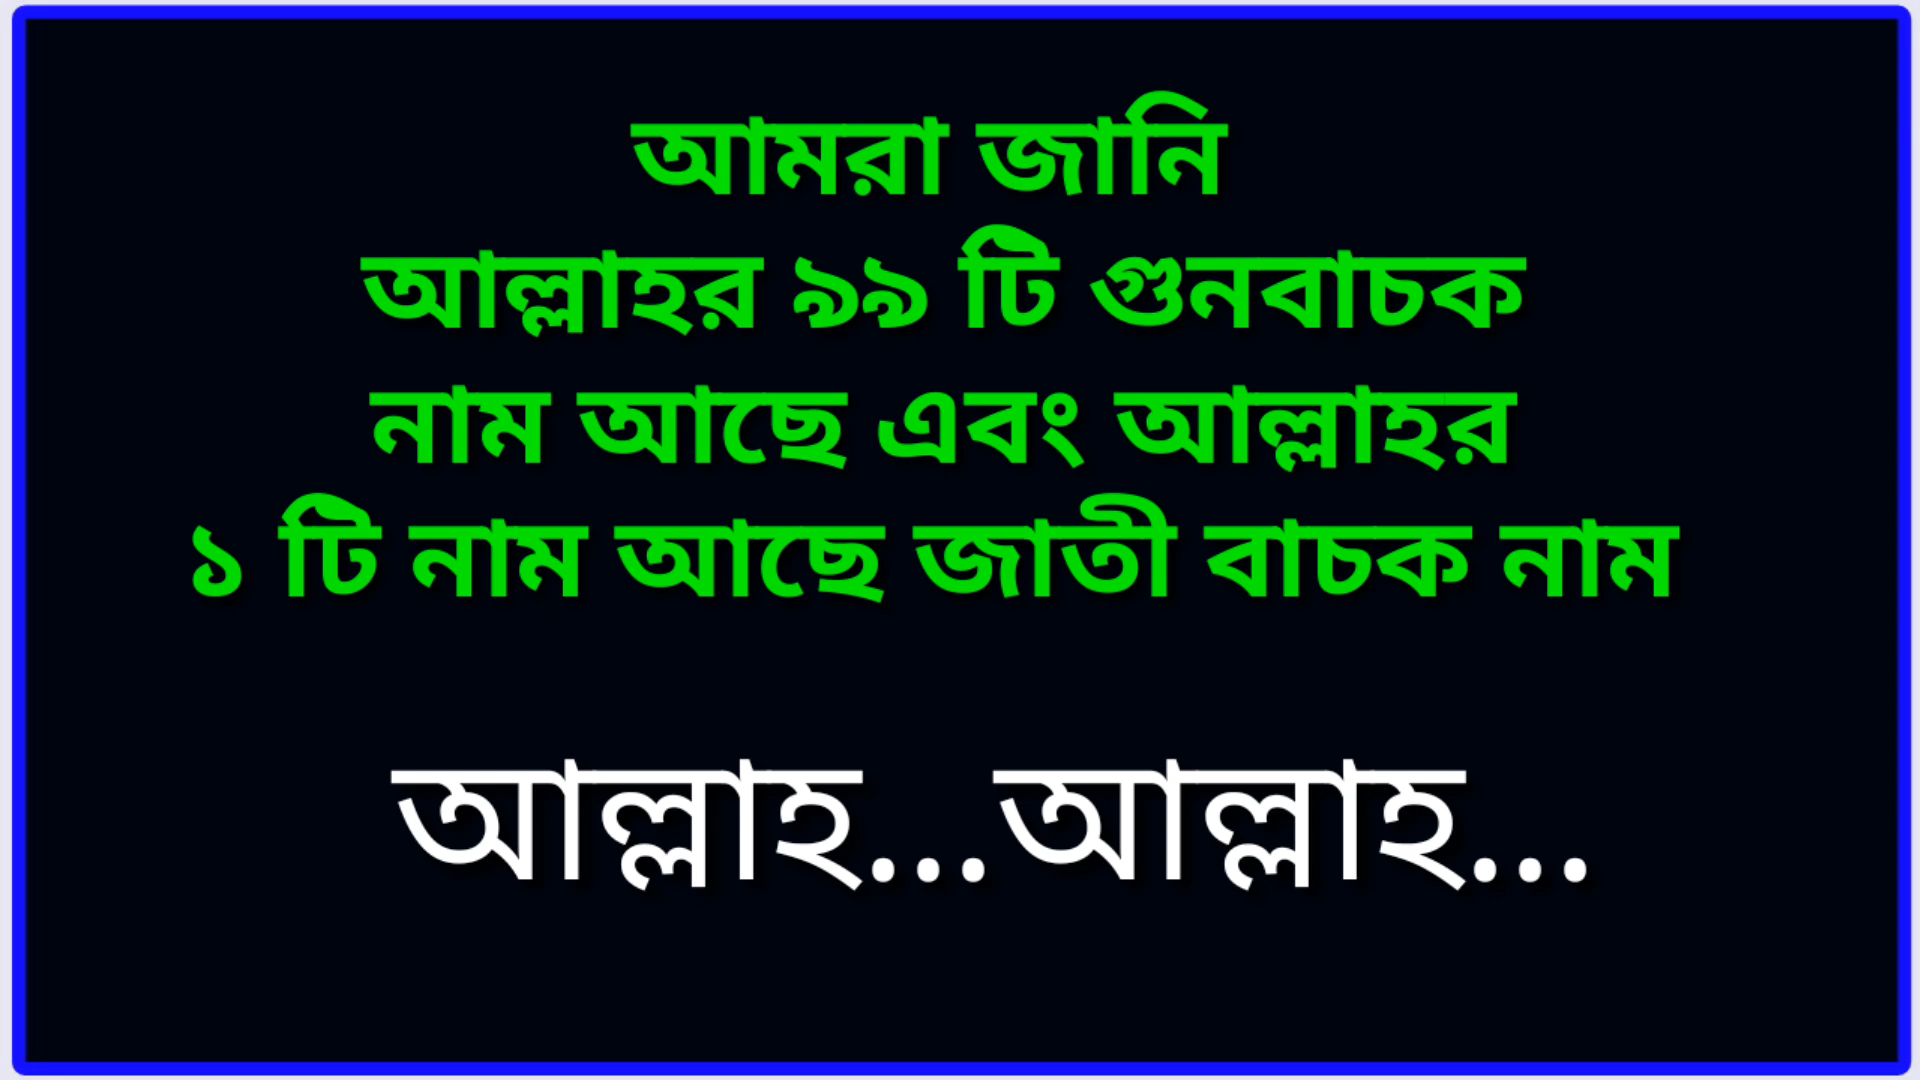 আমরা জানি
আল্লাহর ৯৯ টি গুনবাচক
নাম আছে এবং আল্লাহর
১ টি নাম আছে জাতী বাচক নাম
আল্লাহ...আল্লাহ...